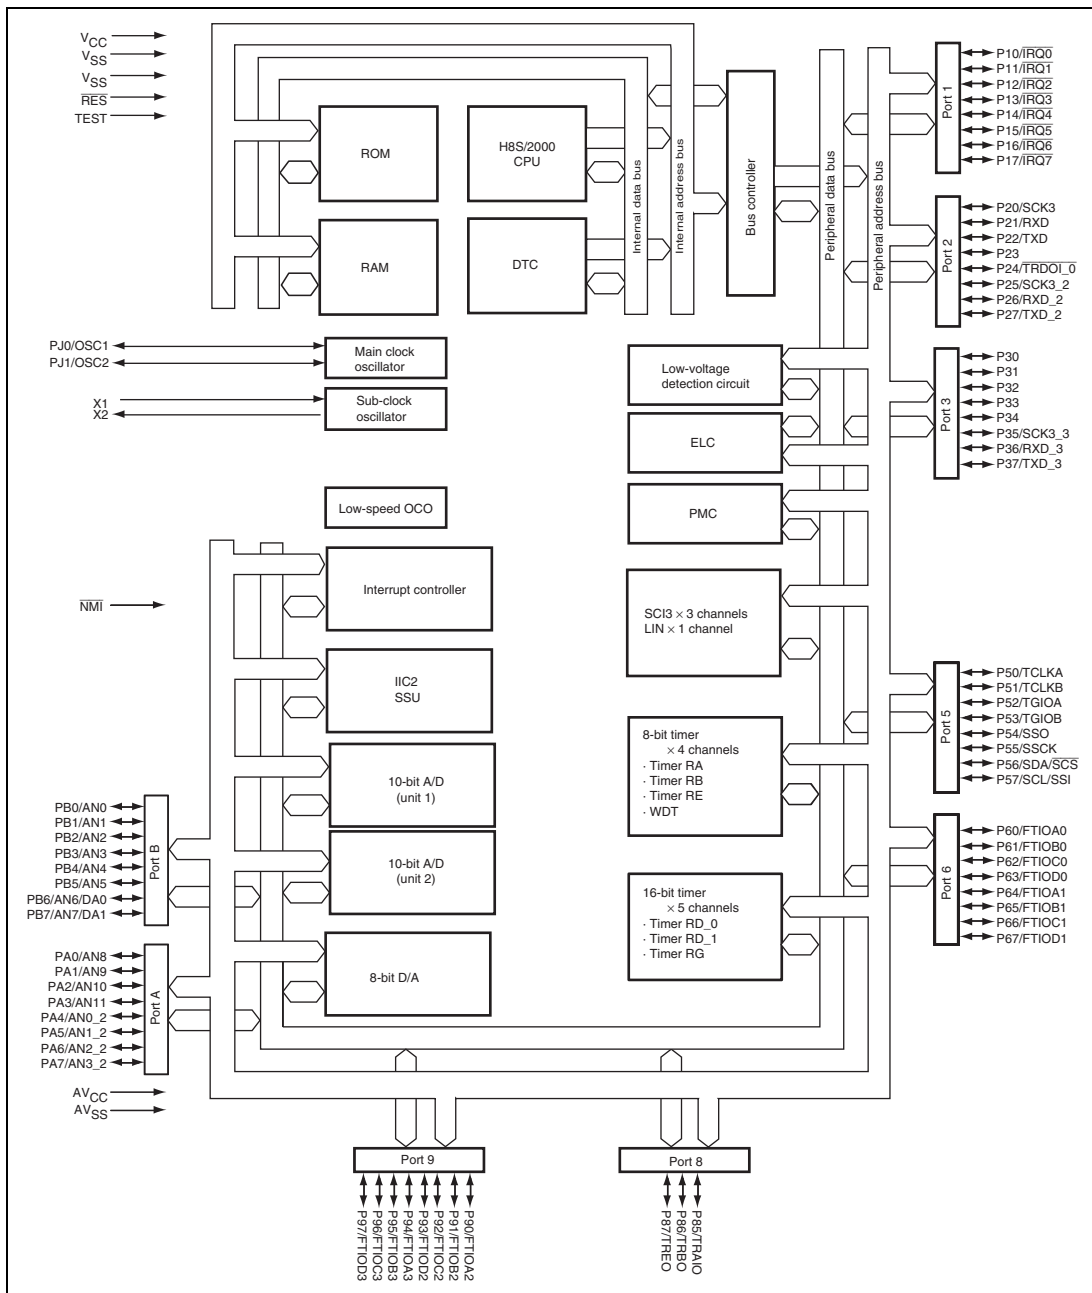 VCC
VSS
VSS
RES
TEST
ROM
H8S/2000
CPU
RAM
DTC
Internal data bus
Internal address bus
Bus controller
Peripheral data bus
Peripheral address bus
Port 1
P10/IRQ0
P11/IRQ1
P12/IRQ2
P13/IRQ3
P14/IRQ4
P15/IRQ5
P16/IRQ6
P17/IRQ7
Port 2
P20/SCK3
P21/RXD
P22/TXD
P23
P24/TRDOI_0
P25/SCK3_2
P26/RXD_2
P27/TXD_2
PJ0/OSC1
PJ1/OSC2
Main clock
oscillator
X1
X2
Sub-clock
oscillator
Low-voltage
detection circuit
ELC
PMC
Port 3
P30
P31
P32
P33
P34
P35/SCK3_3
P36/RXD_3
P37/TXD_3
Low-speed OCO
NMI
Interrupt controller
IIC2
SSU
10-bit A/D
(unit 1)
10-bit A/D
(unit 2)
8-bit D/A
SCI3 × 3 channels
LIN × 1 channel
8-bit timer
× 4 channels
· Timer RA
· Timer RB
· Timer RE
· WDT
16-bit timer
× 5 channels
· Timer RD_0
· Timer RD_1
· Timer RG
Port 5
P50/TCLKA
P51/TCLKB
P52/TGIOA
P53/TGIOB
P54/SSO
P55/SSCK
P56/SDA/SCS
P57/SCL/SSI
Port 6
P60/FTIOA0
P61/FTIOB0
P62/FTIOC0
P63/FTIOD0
P64/FTIOA1
P65/FTIOB1
P66/FTIOC1
P67/FTIOD1
PB0/AN0
PB1/AN1
PB2/AN2
PB3/AN3
PB4/AN4
PB5/AN5
PB6/AN6/DA0
PB7/AN7/DA1
Port B
PA0/AN8
PA1/AN9
PA2/AN10
PA3/AN11
PA4/AN0_2
PA5/AN1_2
PA6/AN2_2
PA7/AN3_2
Port A
AVCC
AVSS
Port 9
P97/FTIOD3
P96/FTIOC3
P95/FTIOB3
P94/FTIOA3
P93/FTIOD2
P92/FTIOC2
P91/FTIOB2
P90/FTIOA2
Port 8
P87/TREO
P86/TRBO
P85/TRAIO